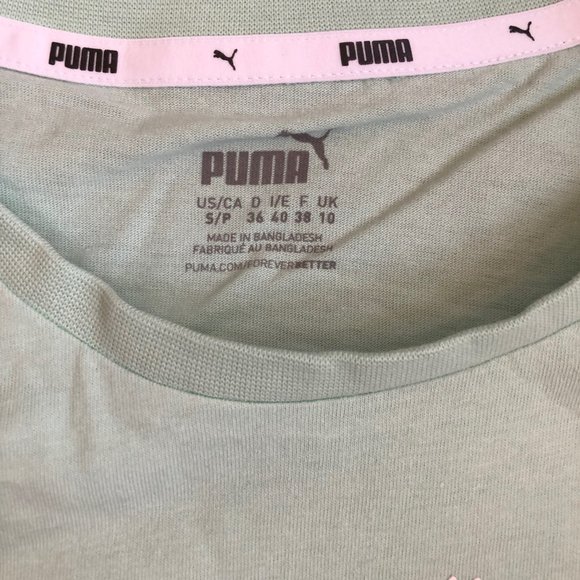 PUMA PUMA
PUMA
US/CA D I/E F UK
S/P 36 40 38 10
MADE IN BANGLADESH
FABRIQUÉ AU BANGLADESH
PUMA.COM/FOREVERBETTER